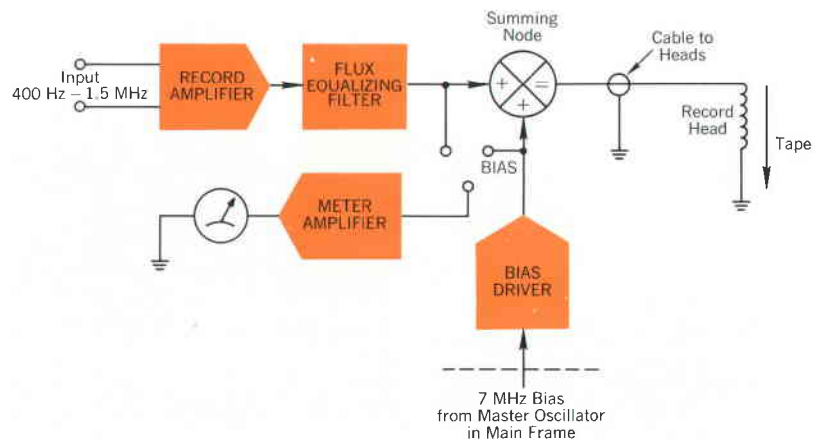 Summing
Node
Cable to
Heads
Input
400 Hz – 1.5 MHz
RECORD
AMPLIFIER
FLUX
EQUALIZING
FILTER
+
=
+
Record
Head
Tape
BIAS
METER
AMPLIFIER
BIAS
DRIVER
7 MHz Bias
from Master Oscillator
in Main Frame